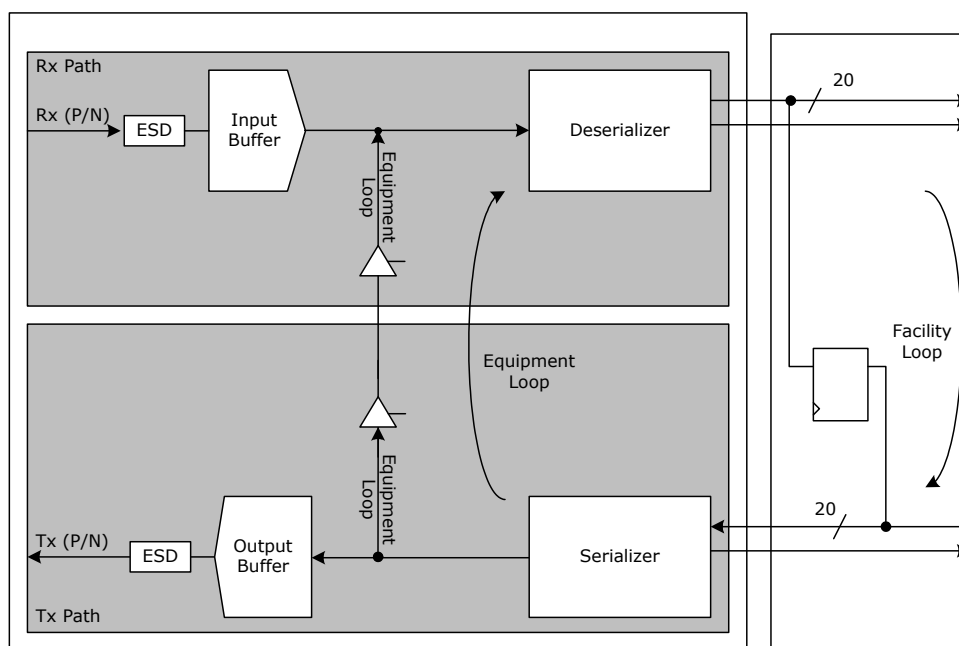 Rx Path
20
Rx (P/N)
ESD
Input
Buffer
Deserializer
Equipment
Loop
Equipment
Loop
Facility
Loop
Equipment
Loop
20
Tx (P/N)
ESD
Output
Buffer
Serializer
Tx Path